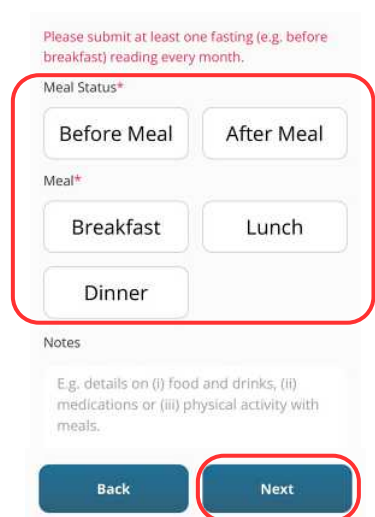 Please submit at least one fasting (e.g. before
breakfast) reading every month.
Meal Status*
Before Meal After Meal
Meal*
Breakfast Lunch
Dinner
Notes
E.g. details on (i) food and drinks, (ii)
medications or (iii) physical activity with
meals.
Back Next